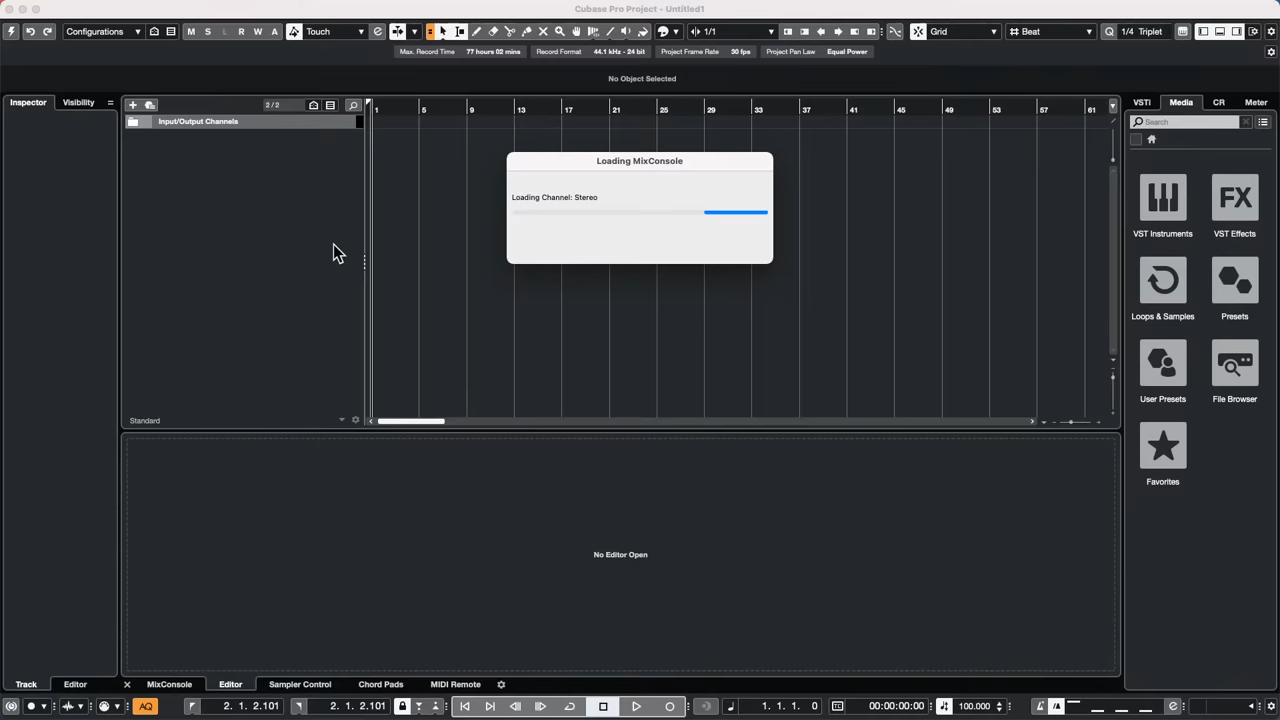 Cubase Pro Project - Untitled1
Configurations M S L R W A Touch 1/1 Grid Beat Q 1/4 Triplet
Max. Record Time 77 hours 02 mins Record Format 44.1 kHz - 24 bit Project Frame Rate 30 fps Project Pan Law Equal Power
No Object Selected
Inspector Visibility 2/2 1 5 9 13 17 21 25 29 33 37 41 45 49 53 57 61 VSTi Media CR Meter
Input/Output Channels
Search
Loading MixConsole
Loading Channel: Stereo
FX
VST Instruments VST Effects
Loops & Samples Presets
User Presets File Browser
Favorites
Standard
No Editor Open
Track Editor MixConsole Editor Sampler Control Chord Pads MIDI Remote
AQ 2. 1. 2.101 2. 1. 2.101 1. 1. 1. 0 00:00:00:00 100.000